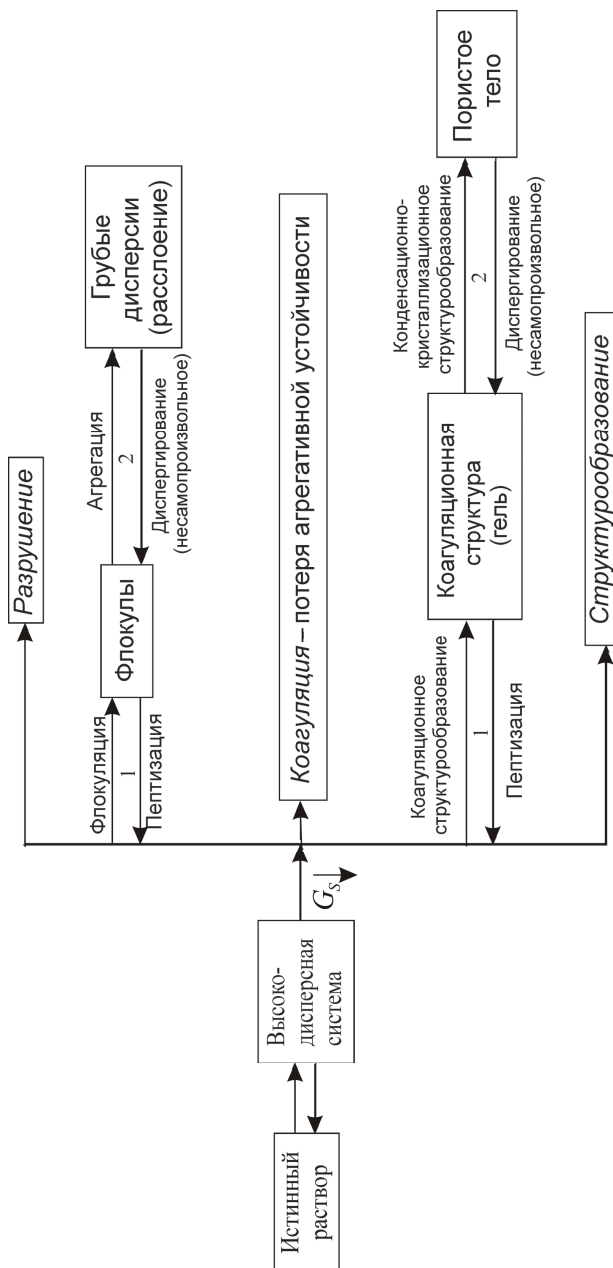 Истинный
раствор
Высоко-
дисперсная
система
G_s
Разрушение
Флокуляция
1
Пептизация
Флокулы
Агрегация
2
Диспергирование
(несамопроизвольное)
Грубые
дисперсии
(расслоение)
Коагуляция – потеря агрегативной устойчивости
Коагуляционное
структурообразование
1
Пептизация
Коагуляционная
структура
(гель)
Конденсационно-
кристаллизационное
структурообразование
2
Диспергирование
(несамопроизвольное)
Пористое
тело
Структурообразование